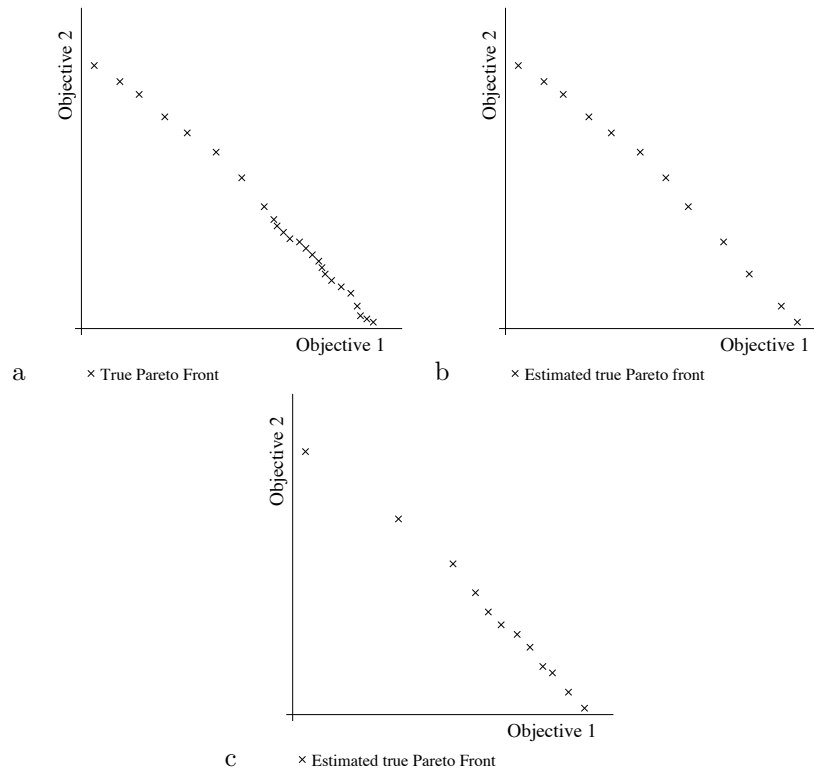 Objective 2
Objective 1
a
× True Pareto Front
Objective 2
Objective 1
b
× Estimated true Pareto front
Objective 2
Objective 1
c
× Estimated true Pareto Front